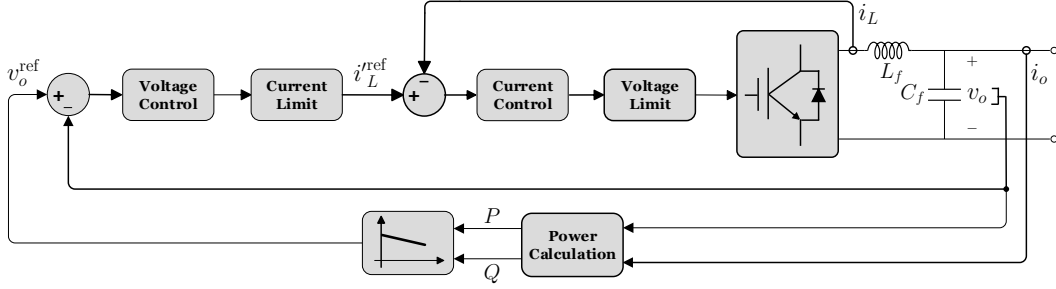 i_L
v_o^ref
+
−
Voltage
Control
Current
Limit
i'_L^ref
−
+
Current
Control
Voltage
Limit
L_f
C_f
+
v_o
−
i_o
P
Q
Power
Calculation